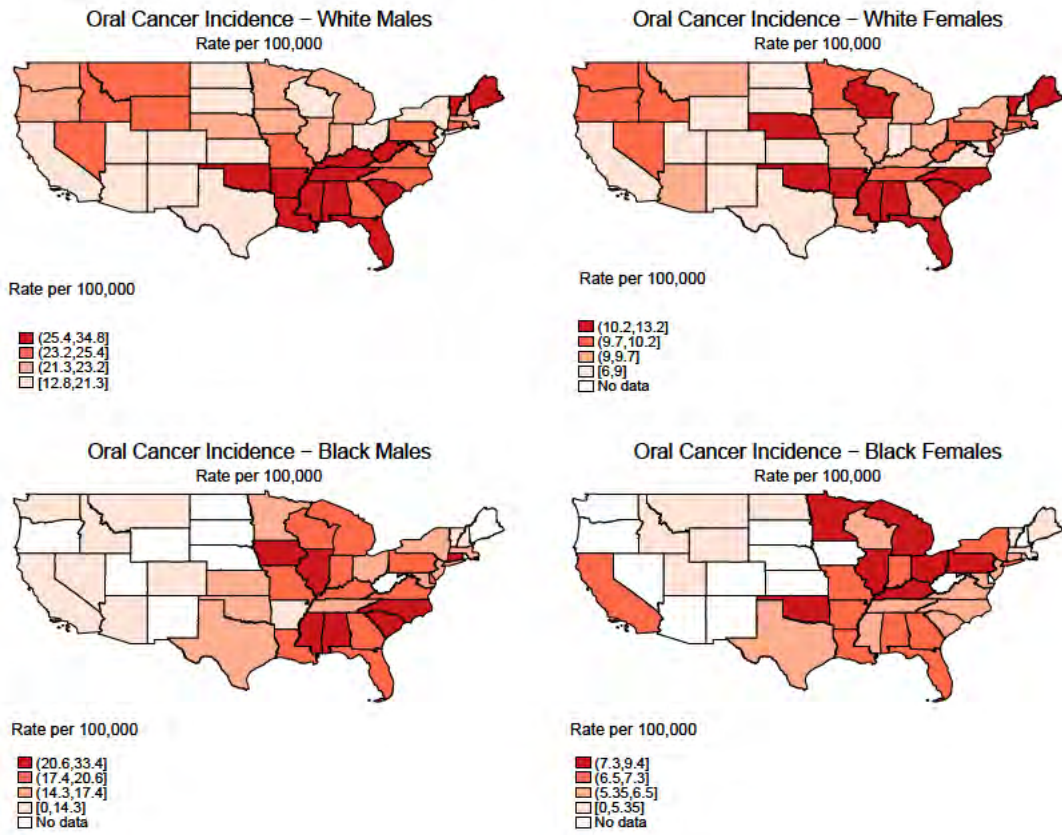 Oral Cancer Incidence − White Males
Rate per 100,000
Rate per 100,000
(25.4,34.8]
(23.2,25.4]
(21.3,23.2]
[12.8,21.3]
Oral Cancer Incidence − White Females
Rate per 100,000
Rate per 100,000
(10.2,13.2]
(9.7,10.2]
(9,9.7]
[6,9]
No data
Oral Cancer Incidence − Black Males
Rate per 100,000
Rate per 100,000
(20.6,33.4]
(17.4,20.6]
(14.3,17.4]
[0,14.3]
No data
Oral Cancer Incidence − Black Females
Rate per 100,000
Rate per 100,000
(7.3,9.4]
(6.5,7.3]
(5.35,6.5]
[0,5.35]
No data